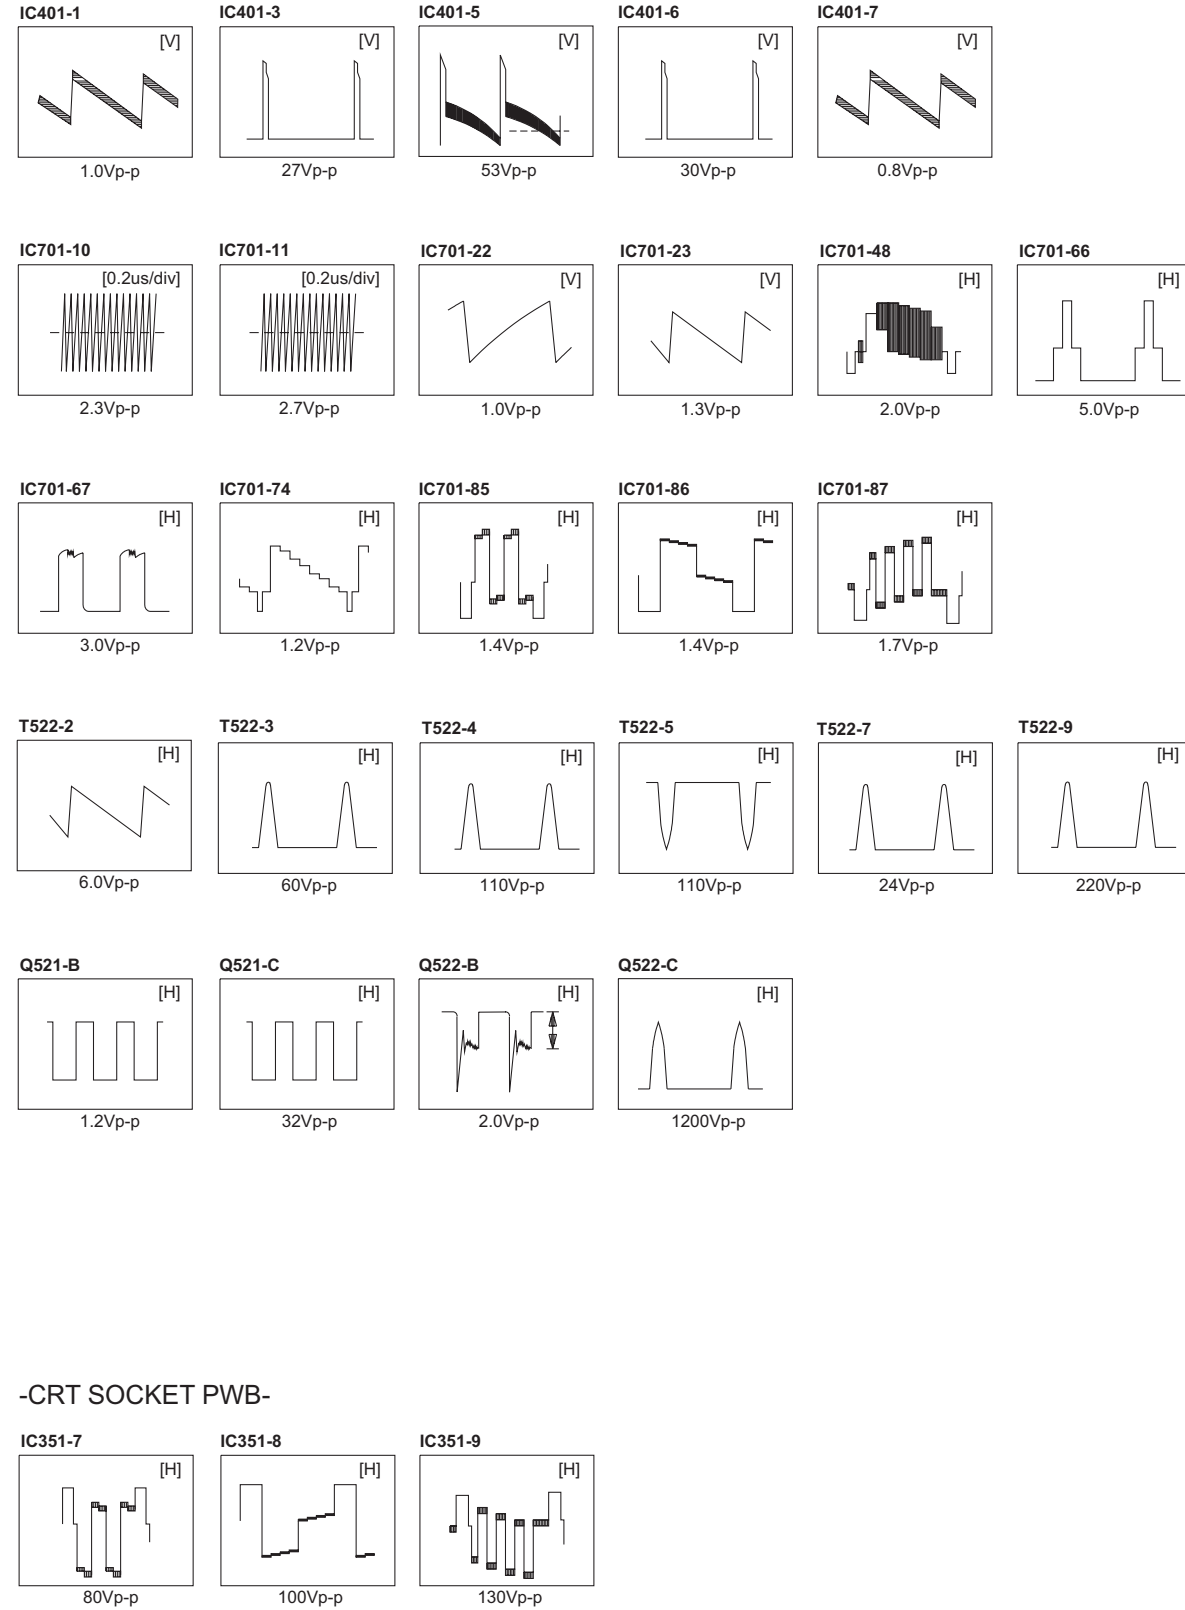 IC401-1 IC401-3 IC401-5 IC401-6 IC401-7
[V] [V] [V] [V] [V]
1.0Vp-p 27Vp-p 53Vp-p 30Vp-p 0.8Vp-p
IC701-10 IC701-11 IC701-22 IC701-23 IC701-48 IC701-66
[0.2us/div] [0.2us/div] [V] [V] [H] [H]
2.3Vp-p 2.7Vp-p 1.0Vp-p 1.3Vp-p 2.0Vp-p 5.0Vp-p
IC701-67 IC701-74 IC701-85 IC701-86 IC701-87
[H] [H] [H] [H] [H]
3.0Vp-p 1.2Vp-p 1.4Vp-p 1.4Vp-p 1.7Vp-p
T522-2 T522-3 T522-4 T522-5 T522-7 T522-9
[H] [H] [H] [H] [H] [H]
6.0Vp-p 60Vp-p 110Vp-p 110Vp-p 24Vp-p 220Vp-p
Q521-B Q521-C Q522-B Q522-C
[H] [H] [H] [H]
1.2Vp-p 32Vp-p 2.0Vp-p 1200Vp-p
-CRT SOCKET PWB-
IC351-7 IC351-8 IC351-9
[H] [H] [H]
80Vp-p 100Vp-p 130Vp-p